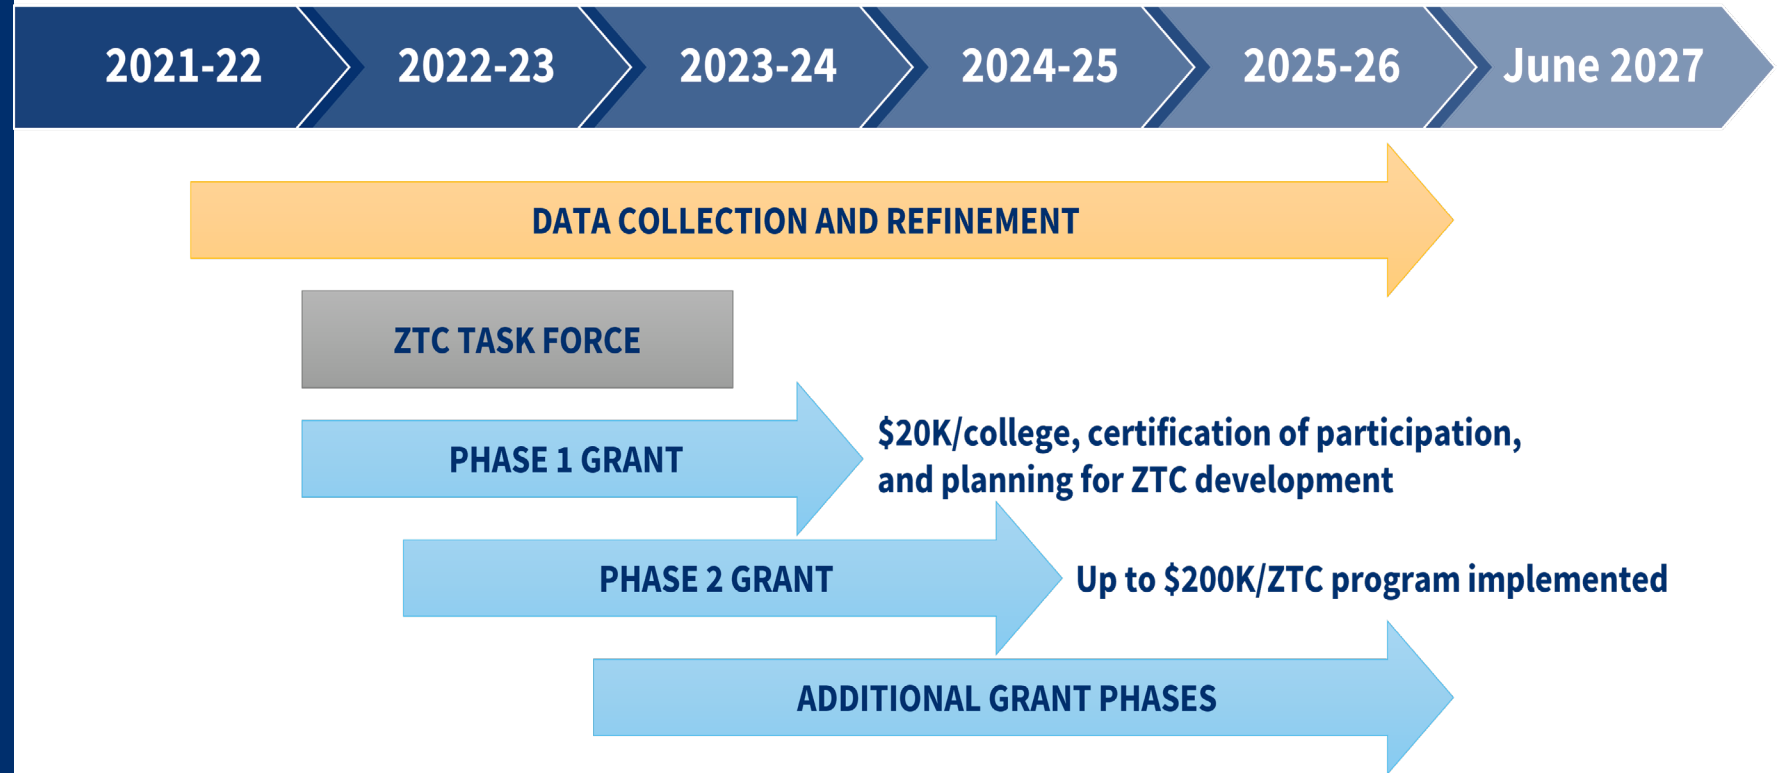 2021-22
2022-23
2023-24
2024-25
2025-26
June 2027
DATA COLLECTION AND REFINEMENT
ZTC TASK FORCE
PHASE 1 GRANT
$20K/college, certification of participation,
and planning for ZTC development
PHASE 2 GRANT
Up to $200K/ZTC program implemented
ADDITIONAL GRANT PHASES